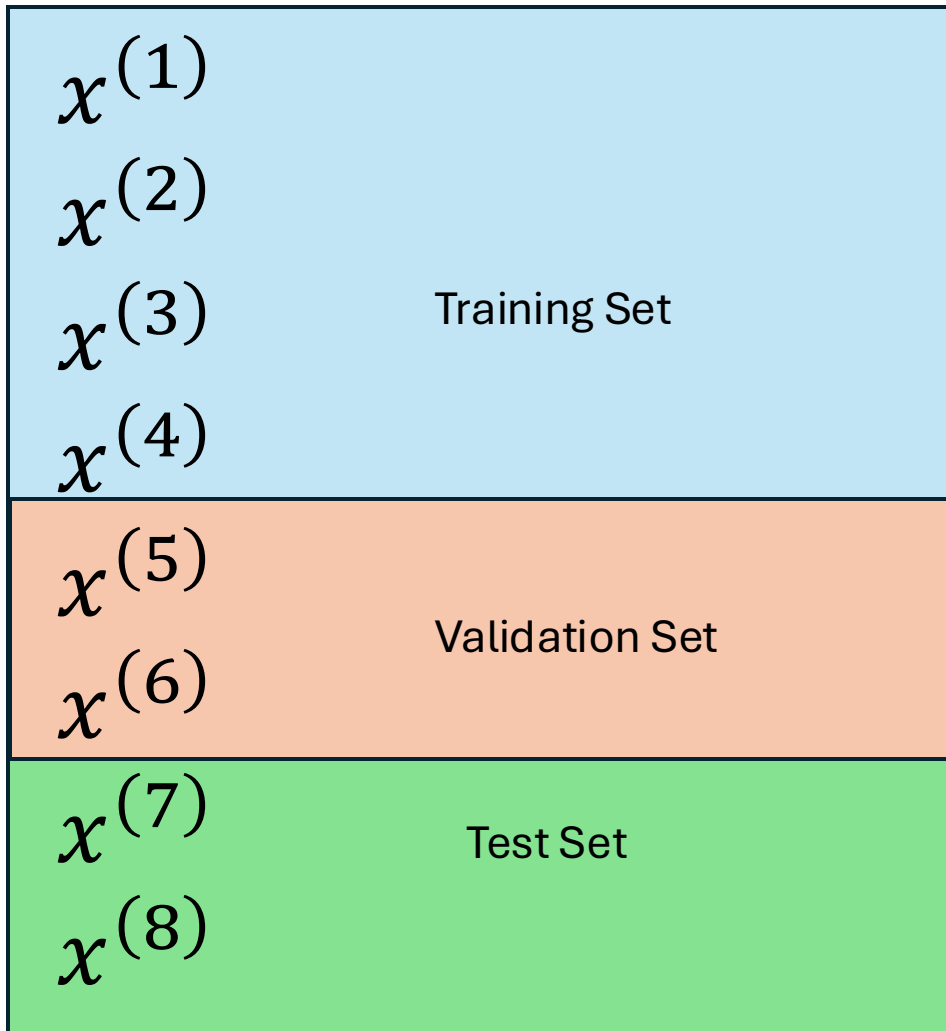 x^(1)
x^(2)
x^(3) Training Set
x^(4)
x^(5)
Validation Set
x^(6)
x^(7) Test Set
x^(8)